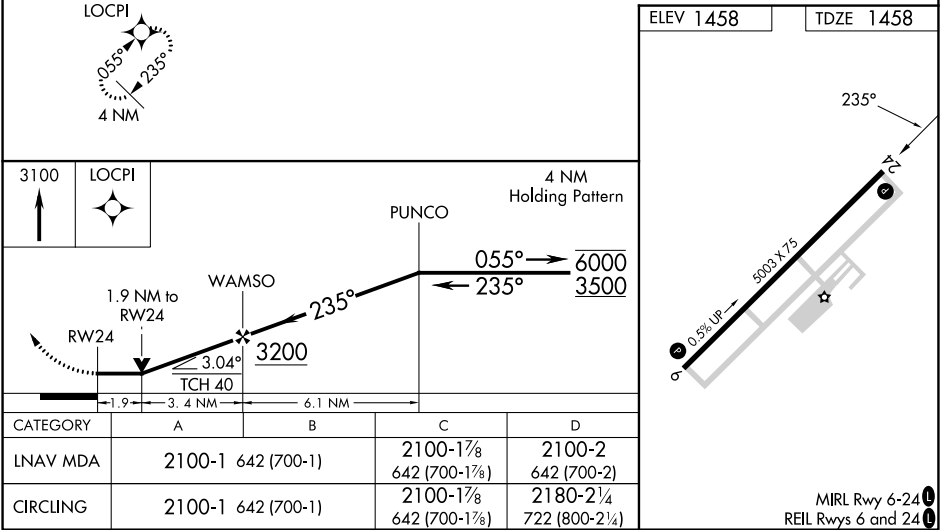 LOCPI
055°
235°
4 NM
ELEV 1458
TDZE 1458
235°
24
P
5003 X 75
0.5% UP
P
6
3100
LOCPI
4 NM
Holding Pattern
PUNCO
055°
6000
235°
3500
WAMSO
235°
1.9 NM to
RW24
RW24
3200
3.04°
TCH 40
1.9
3.4 NM
6.1 NM
CATEGORY A B C D
LNAV MDA 2100-1 642 (700-1) 2100-1⅞ 642 (700-1⅞) 2100-2 642 (700-2)
CIRCLING 2100-1 642 (700-1) 2100-1⅞ 642 (700-1⅞) 2180-2¼ 722 (800-2¼)
MIRL Rwy 6-24 L
REIL Rwys 6 and 24 L